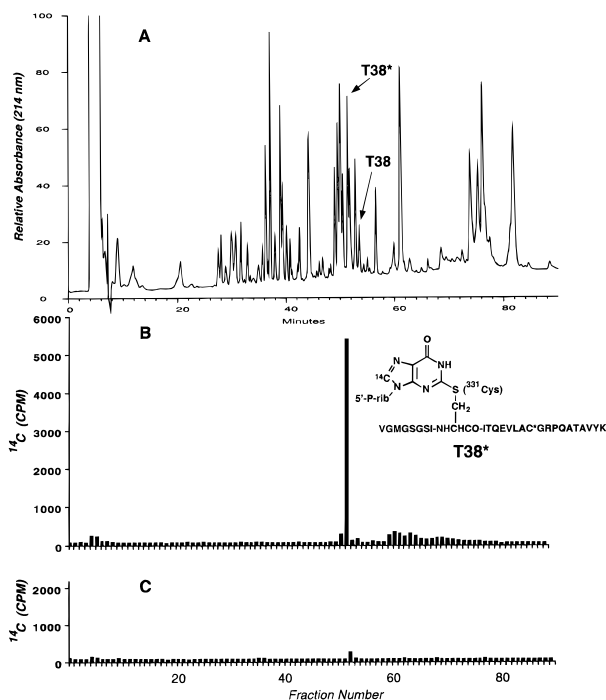 A
Relative Absorbance (214 nm)
100
80
60
40
20
0
T38*
T38
0
20
40
60
80
Minutes
B
¹⁴C (CPM)
6000
5000
4000
3000
2000
1000
0
O
N
NH
¹⁴C
N
N
S (³³¹Cys)
5'-P-rib
CH₂
VGMGSGSI-NHCHCO-ITQEVLAC*GRPQATAVYK
T38*
C
¹⁴C (CPM)
2000
1000
0
20
40
60
80
Fraction Number